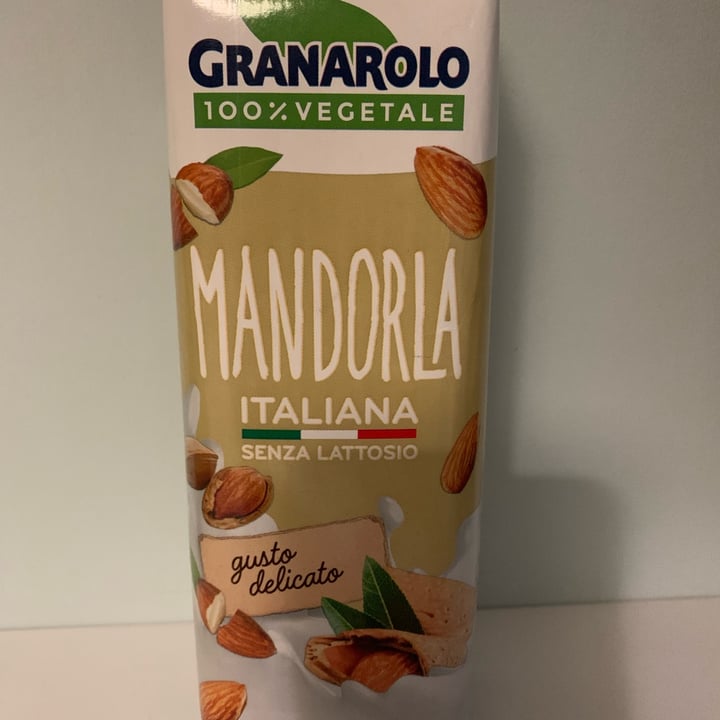 GRANAROLO
100% VEGETALE
MANDORLA
ITALIANA
SENZA LATTOSIO
gusto
delicato